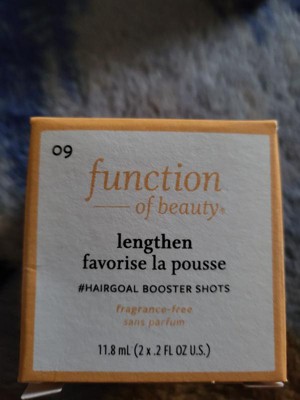 09
function
of beauty®
lengthen
favorise la pousse
#HAIRGOAL BOOSTER SHOTS
fragrance-free
sans parfum
11.8 mL (2 x .2 FL OZ U.S.)